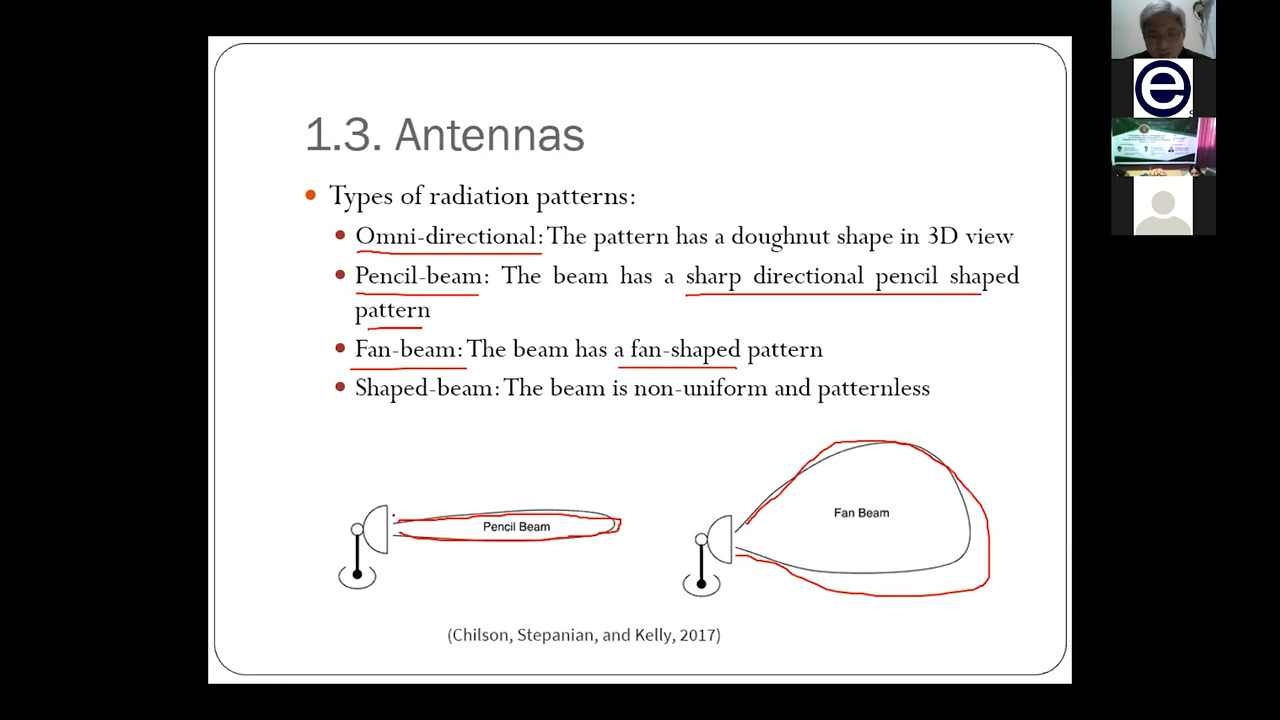 1.3. Antennas
Types of radiation patterns:
Omni-directional: The pattern has a doughnut shape in 3D view
Pencil-beam: The beam has a sharp directional pencil shaped
pattern
Fan-beam: The beam has a fan-shaped pattern
Shaped-beam: The beam is non-uniform and patternless
Pencil Beam
Fan Beam
(Chilson, Stepanian, and Kelly, 2017)
e